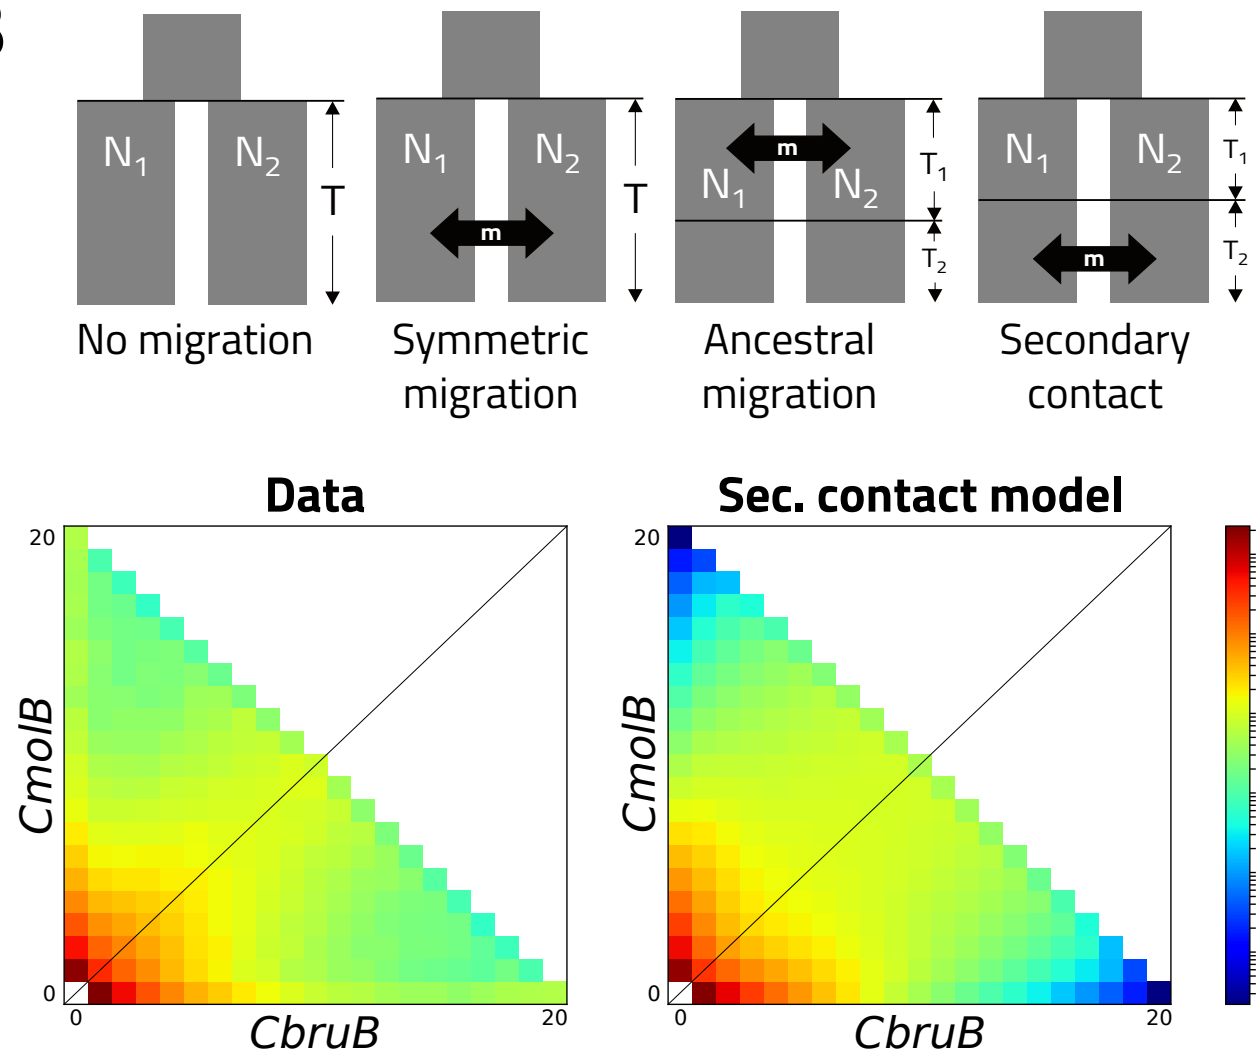 N1 N2 T
N1 N2 m T
m N1 N2 T1 T2
N1 N2 m T1 T2
No migration
Symmetric
migration
Ancestral
migration
Secondary
contact
Data
20
CmolB
0
0 20
CbruB
Sec. contact model
20
CmolB
0
0 20
CbruB